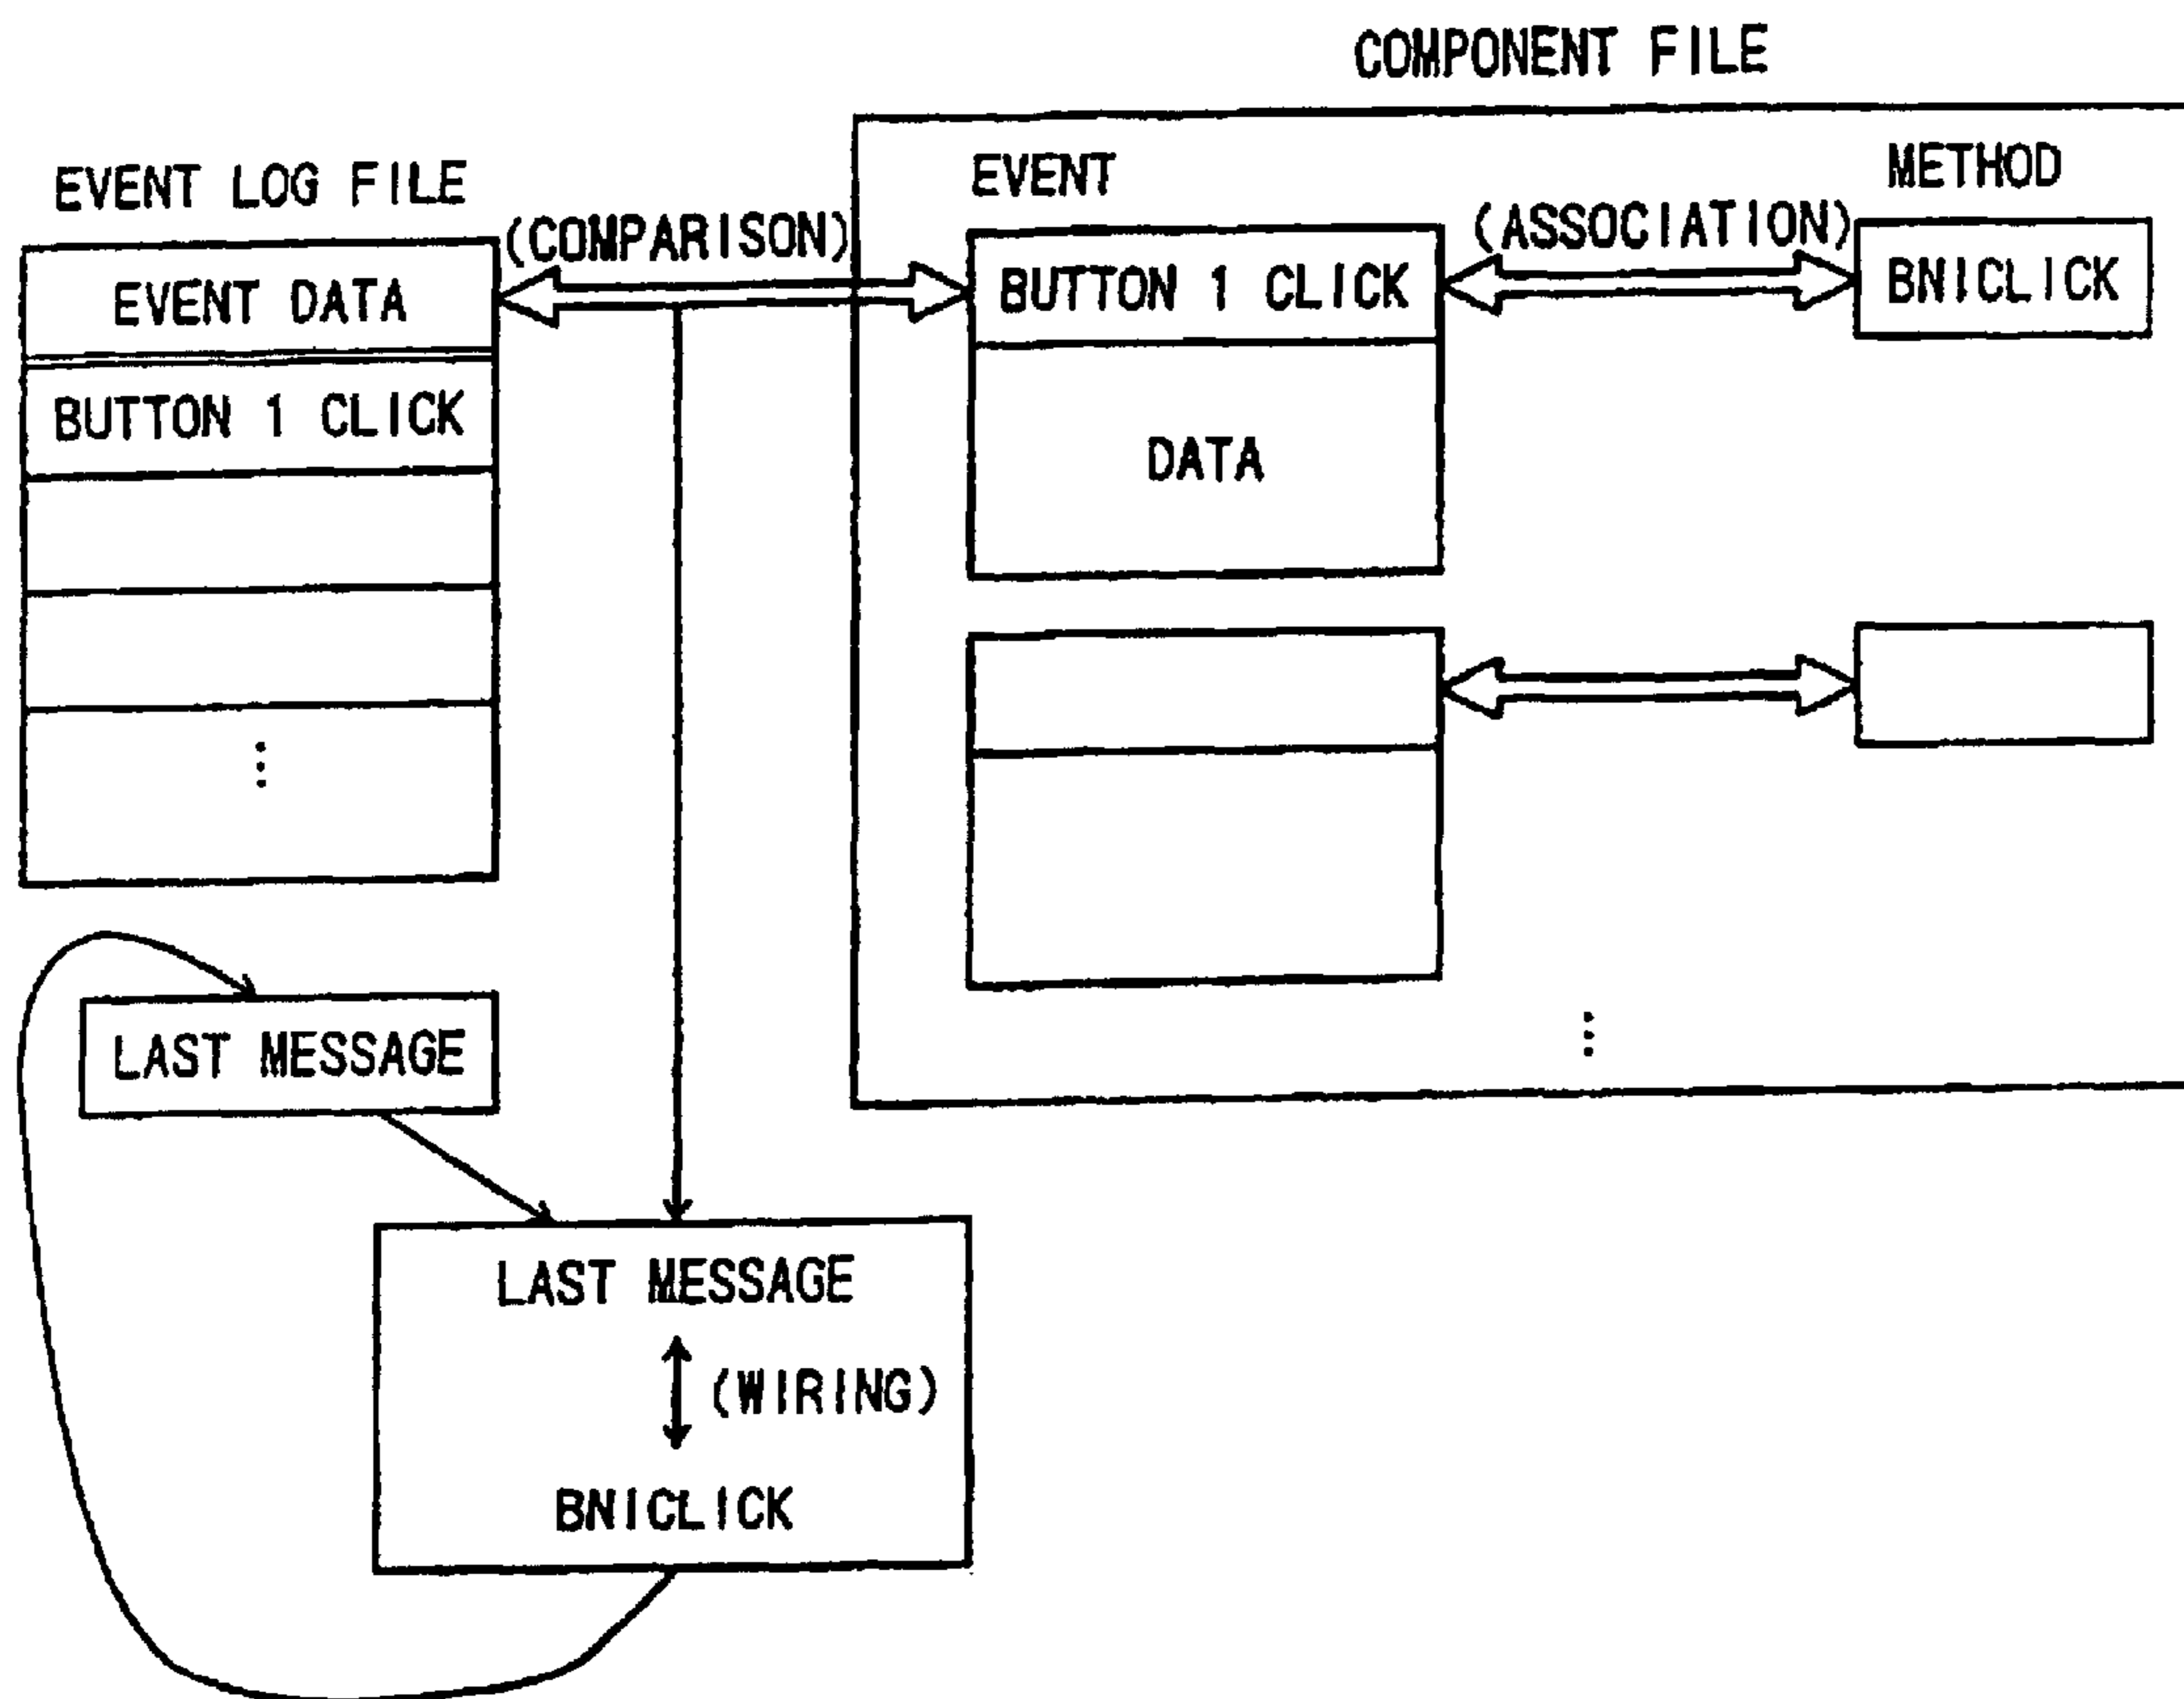 COMPONENT FILE
EVENT LOG FILE
EVENT
METHOD
(COMPARISON)
(ASSOCIATION)
EVENT DATA
BUTTON 1 CLICK
BNICLICK
BUTTON 1 CLICK
DATA
LAST MESSAGE
LAST MESSAGE
(WIRING)
BNICLICK